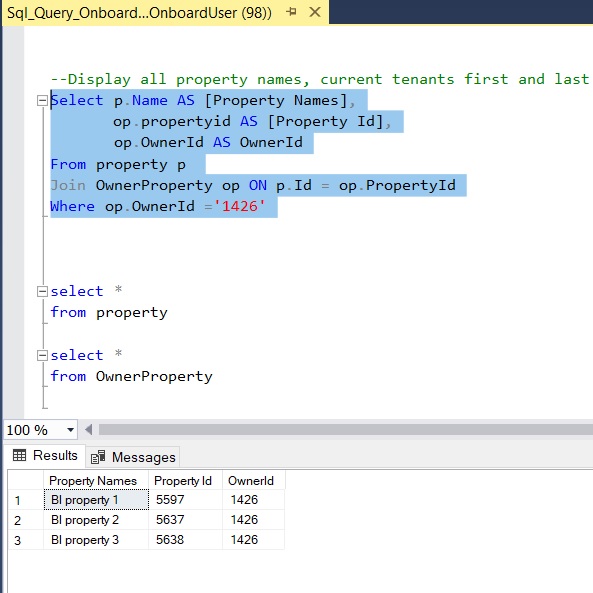 Sql_Query_Onboard...OnboardUser (98))
--Display all property names, current tenants first and last
Select p.Name AS [Property Names],
op.propertyid AS [Property Id],
op.OwnerId AS OwnerId
From property p
Join OwnerProperty op ON p.Id = op.PropertyId
Where op.OwnerId ='1426'
select *
from property
select *
from OwnerProperty
100 %
Results Messages
Property Names Property Id OwnerId
1 BI property 1 5597 1426
2 BI property 2 5637 1426
3 BI property 3 5638 1426